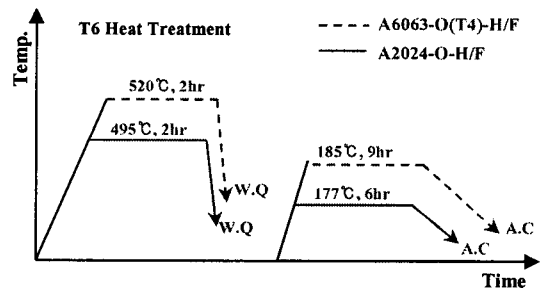 T6 Heat Treatment
A6063-O(T4)-H/F
A2024-O-H/F
Temp.
520℃, 2hr
495℃, 2hr
W.Q
W.Q
185℃, 9hr
177℃, 6hr
A.C
A.C
Time